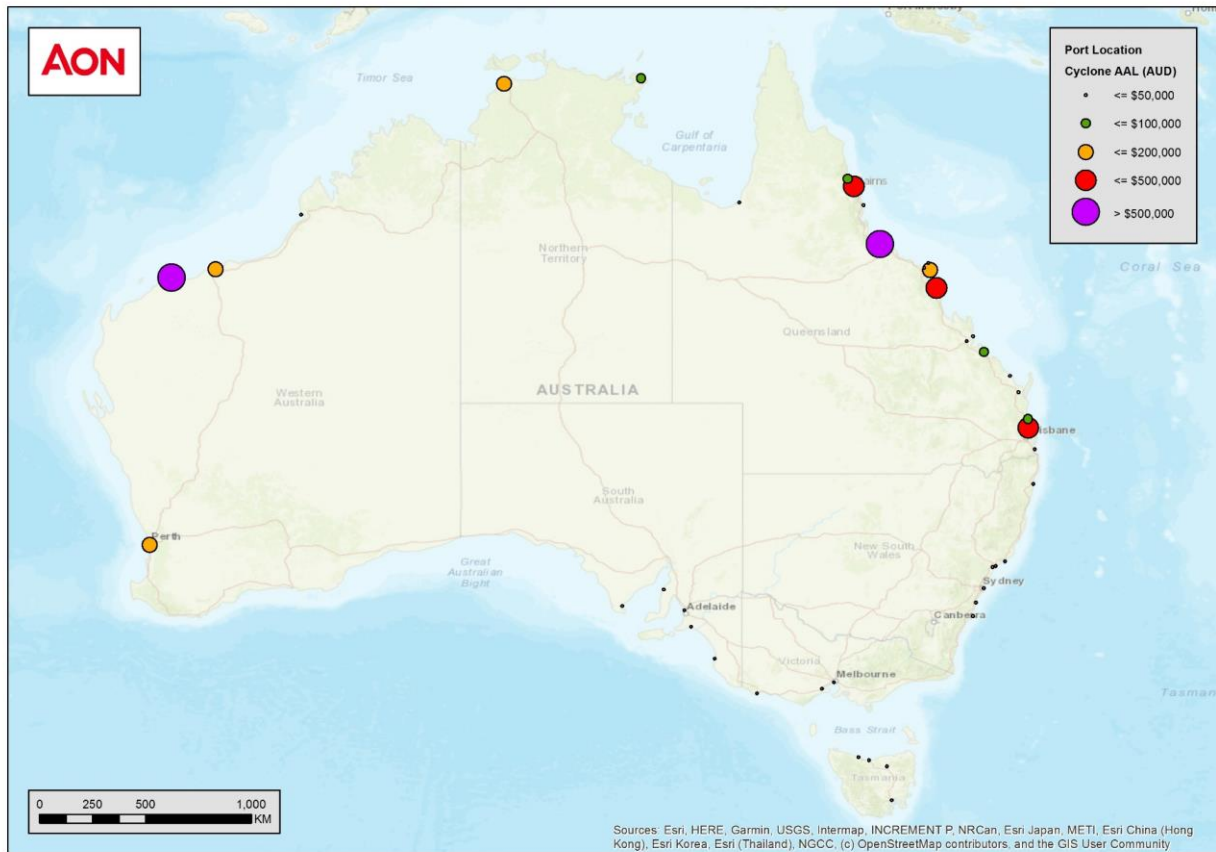 AON
Timor Sea
Gulf of
Carpentaria
Port Location
Cyclone AAL (AUD)
<= $50,000
<= $100,000
<= $200,000
<= $500,000
> $500,000
airns
Northern
Territory
Coral Sea
Queensland
Western
Australia
AUSTRALIA
isbane
South
Australia
Perth
New South
Wales
Great
Australian
Bight
Sydney
Adelaide
Canberra
Victoria
Melbourne
Tasman
Bass Strait
Tasmania
0 250 500 1,000
KM
Sources: Esri, HERE, Garmin, USGS, Intermap, INCREMENT P, NRCan, Esri Japan, METI, Esri China (Hong
Kong), Esri Korea, Esri (Thailand), NGCC, (c) OpenStreetMap contributors, and the GIS User Community